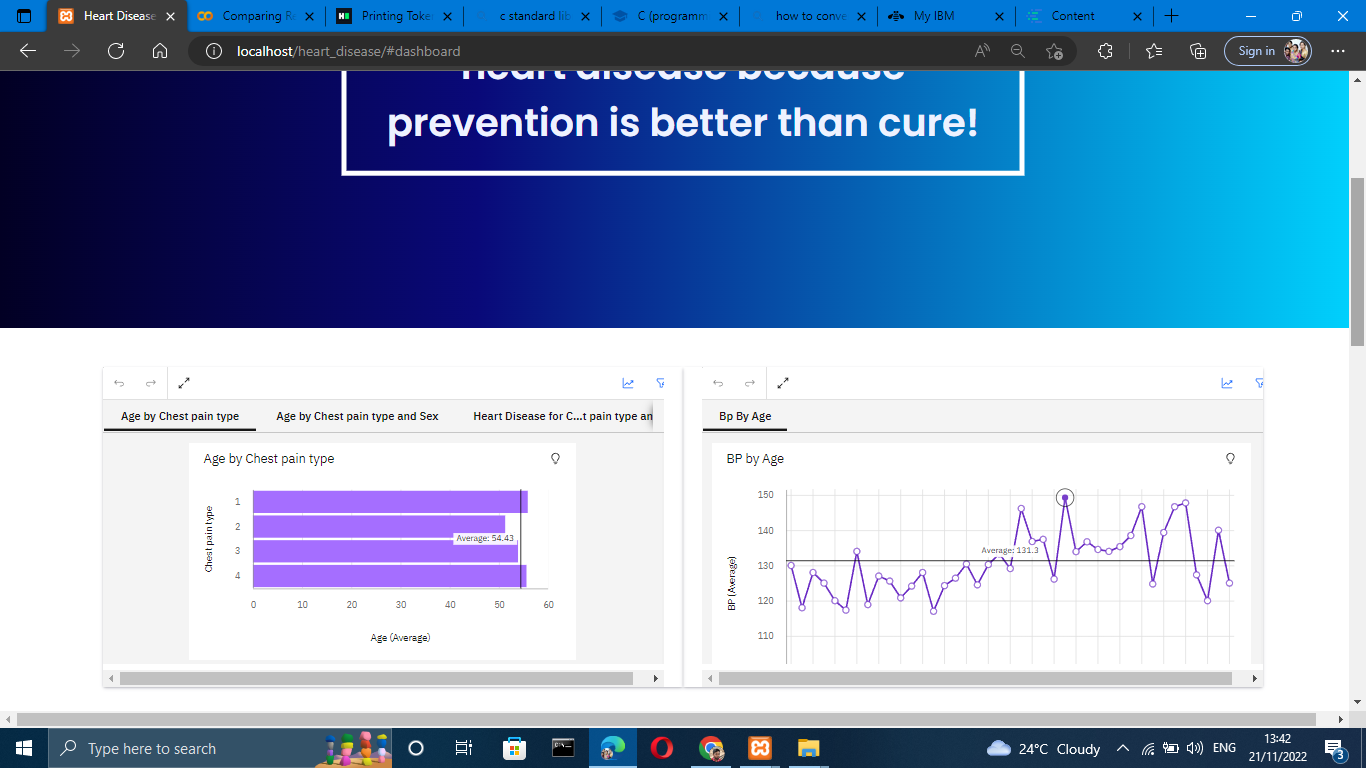 Heart Disease
Comparing R
Printing Toke
c standard lib
C (programm
how to conve
My IBM
Content
localhost/heart_disease/#dashboard
Sign in
heart disease because
prevention is better than cure!
Age by Chest pain type
Age by Chest pain type and Sex
Heart Disease for C...t pain type an
Age by Chest pain type
Chest pain type
1
2
3
4
Average: 54.43
0 10 20 30 40 50 60
Age (Average)
Bp By Age
BP by Age
BP (Average)
150
140
130
120
110
Average: 131.3
Type here to search
24°C Cloudy
ENG
13:42
21/11/2022
3